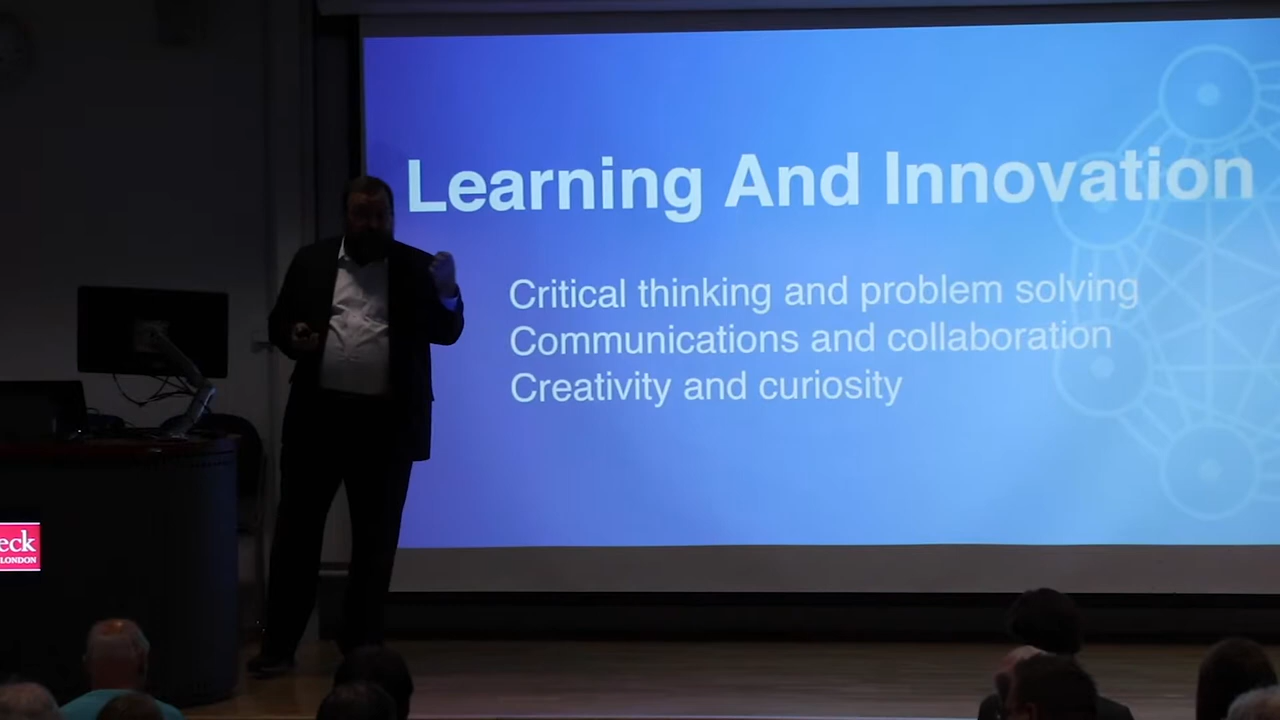 Learning And Innovation
Critical thinking and problem solving
Communications and collaboration
Creativity and curiosity
eck
LONDON